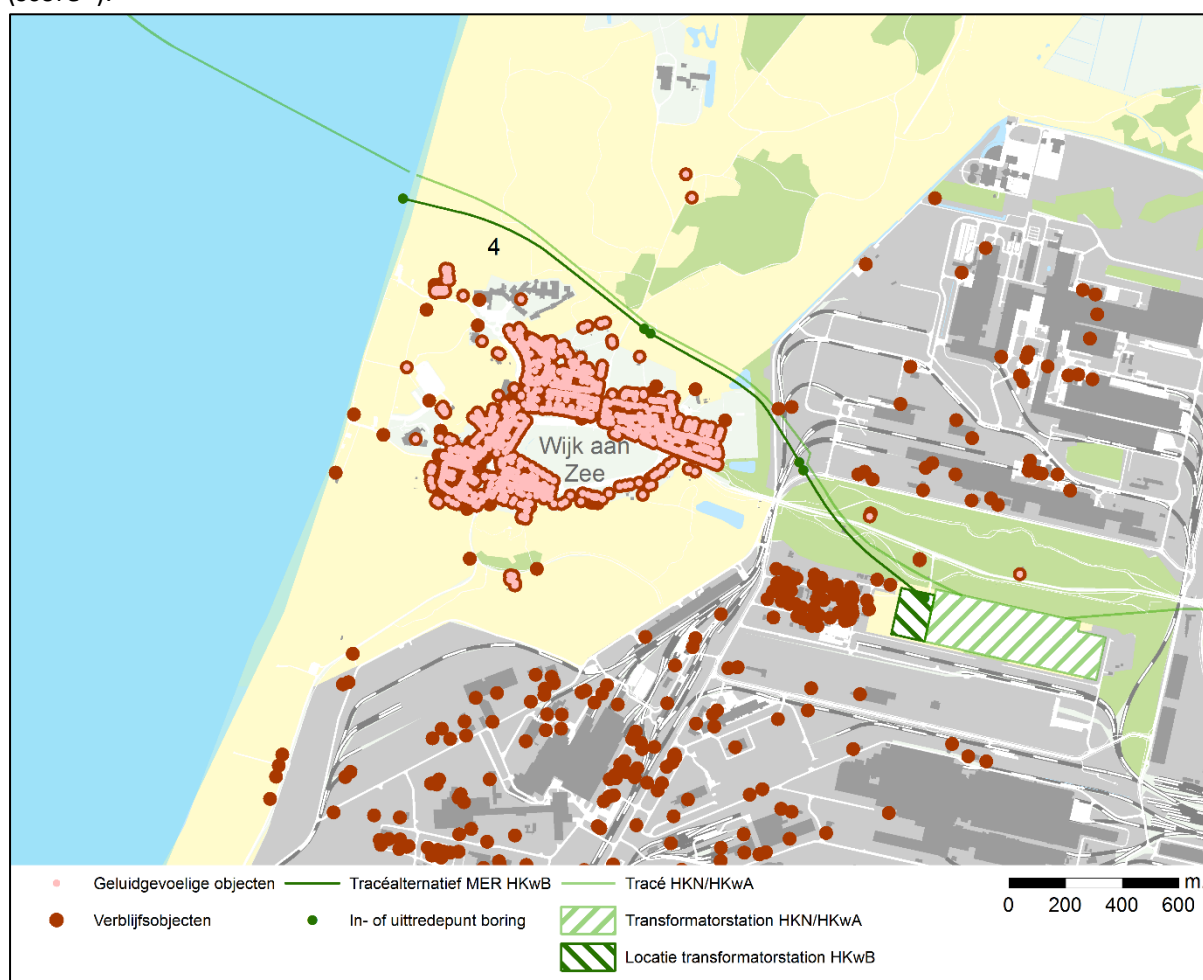 4
Wijk aan
Zee
Geluidgevoelige objecten
Tracéalternatief MER HKwB
Tracé HKN/HKwA
m
0 200 400 600
Verblijfsobjecten
In- of uittredepunt boring
Transformatorstation HKN/HKwA
Locatie transformatorstation HKwB